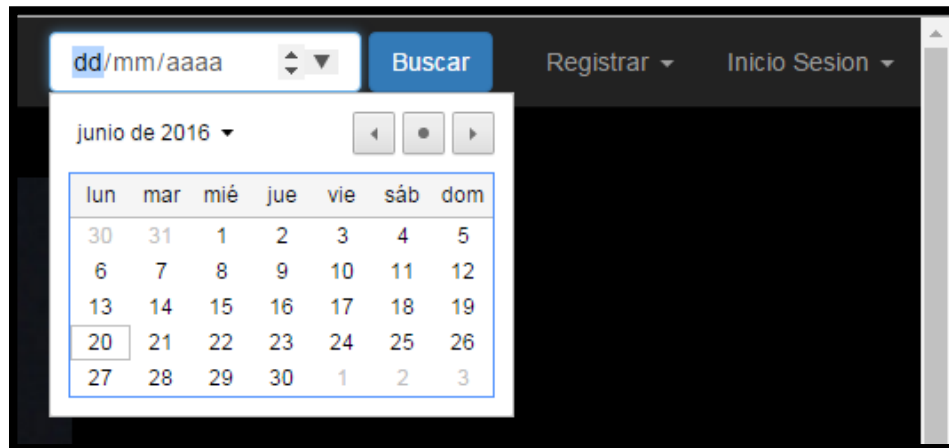 dd/mm/aaaa Buscar Registrar Inicio Sesion
junio de 2016
lun mar mié jue vie sáb dom
30 31 1 2 3 4 5
6 7 8 9 10 11 12
13 14 15 16 17 18 19
20 21 22 23 24 25 26
27 28 29 30 1 2 3